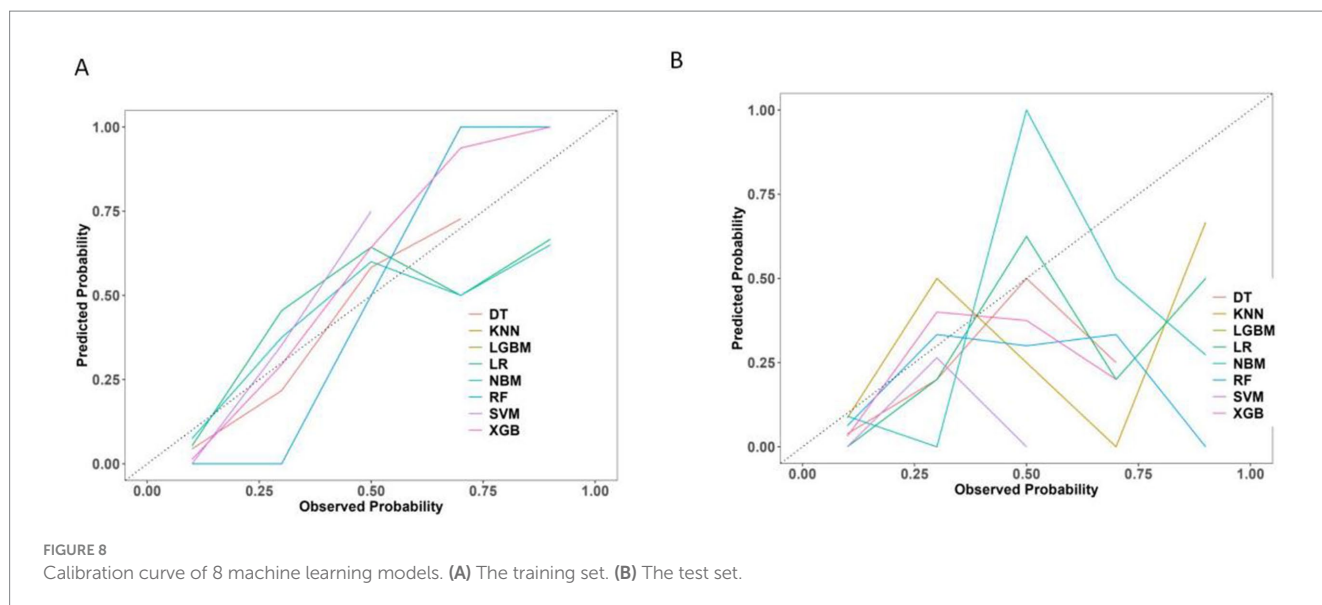 A
1.00
0.75
0.50
0.25
0.00
Predicted Probability
0.00
0.25
0.50
0.75
1.00
Observed Probability
DT
KNN
LGBM
LR
NBM
RF
SVM
XGB
B
1.00
0.75
0.50
0.25
0.00
Predicted Probability
0.00
0.25
0.50
0.75
1.00
Observed Probability
DT
KNN
LGBM
LR
NBM
RF
SVM
XGB
FIGURE 8
Calibration curve of 8 machine learning models. (A) The training set. (B) The test set.